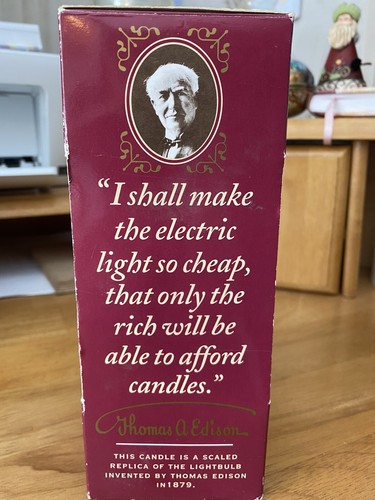 “I shall make
the electric
light so cheap,
that only the
rich will be
able to afford
candles.”
Thomas A Edison
THIS CANDLE IS A SCALED
REPLICA OF THE LIGHTBULB
INVENTED BY THOMAS EDISON
IN 1879.